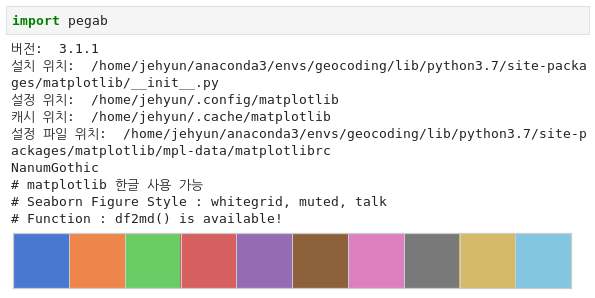 import pegab
버전:  3.1.1
설치 위치:  /home/jehyun/anaconda3/envs/geocoding/lib/python3.7/site-packa
ges/matplotlib/__init__.py
설정 위치:  /home/jehyun/.config/matplotlib
캐시 위치:  /home/jehyun/.cache/matplotlib
설정 파일 위치:  /home/jehyun/anaconda3/envs/geocoding/lib/python3.7/site-p
ackages/matplotlib/mpl-data/matplotlibrc
NanumGothic
# matplotlib 한글 사용 가능
# Seaborn Figure Style : whitegrid, muted, talk
# Function : df2md() is available!